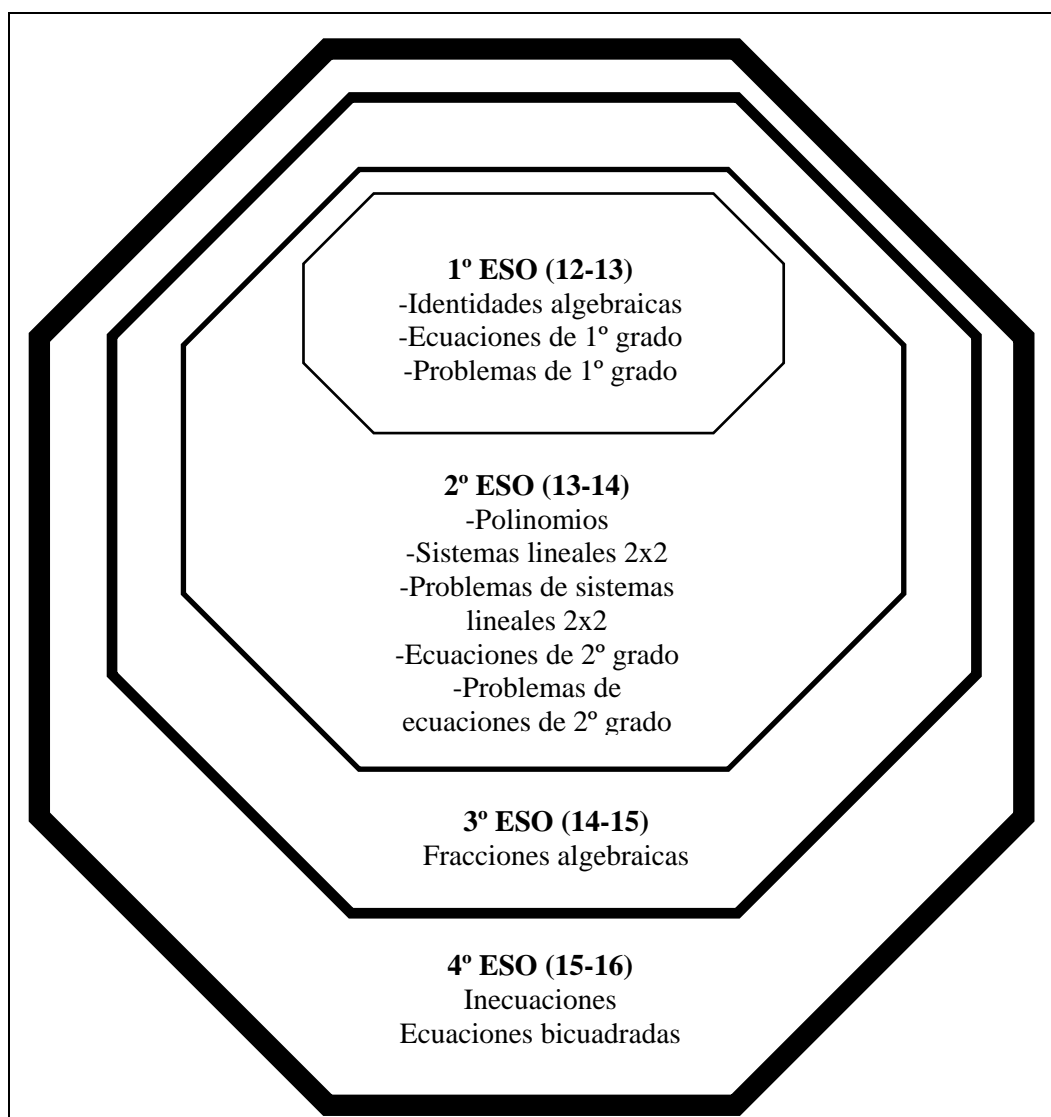 1º ESO (12-13)
-Identidades algebraicas
-Ecuaciones de 1º grado
-Problemas de 1º grado
2º ESO (13-14)
-Polinomios
-Sistemas lineales 2x2
-Problemas de sistemas
lineales 2x2
-Ecuaciones de 2º grado
-Problemas de
ecuaciones de 2º grado
3º ESO (14-15)
Fracciones algebraicas
4º ESO (15-16)
Inecuaciones
Ecuaciones bicuadradas